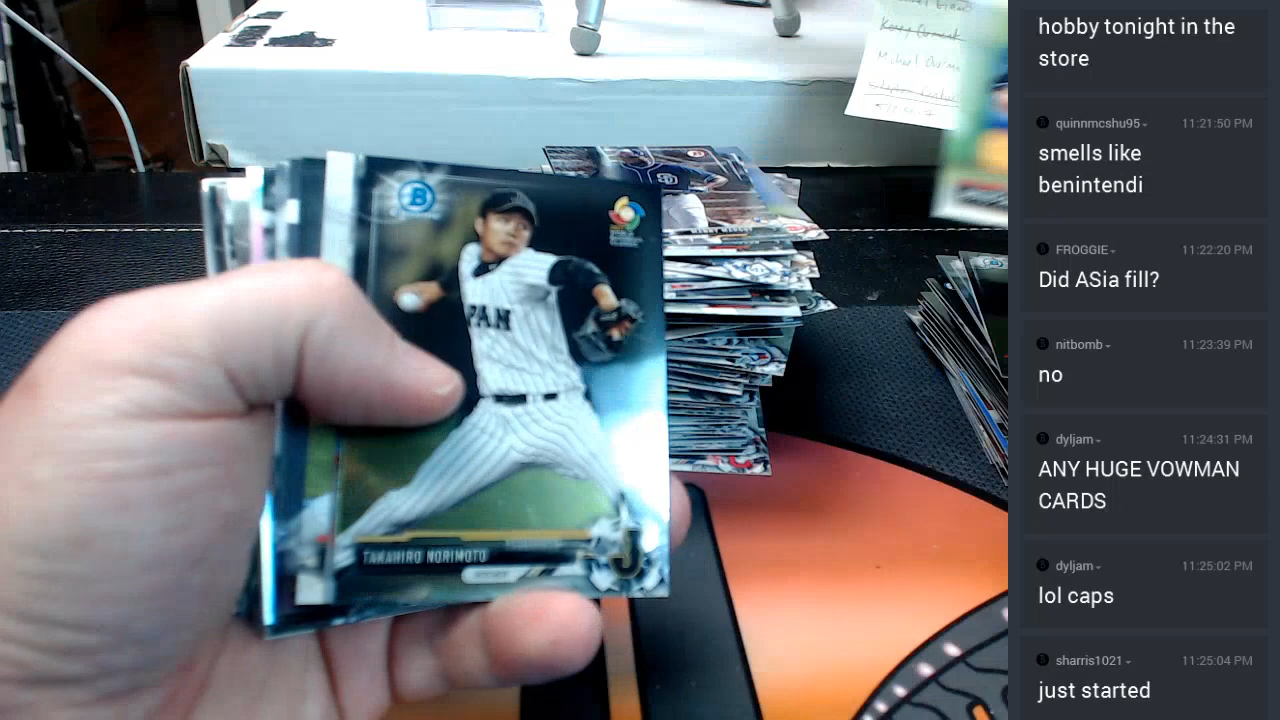 B
PAN
TAKAHIRO NORIMOTO
J
SD
hobby tonight in the
store
quinnmcshu95
11:21:50 PM
smells like
benintendi
FROGGIE
11:22:20 PM
Did ASia fill?
nitbomb
11:23:39 PM
no
dyljam
11:24:31 PM
ANY HUGE VOWMAN
CARDS
dyljam
11:25:02 PM
lol caps
sharris1021
11:25:04 PM
just started